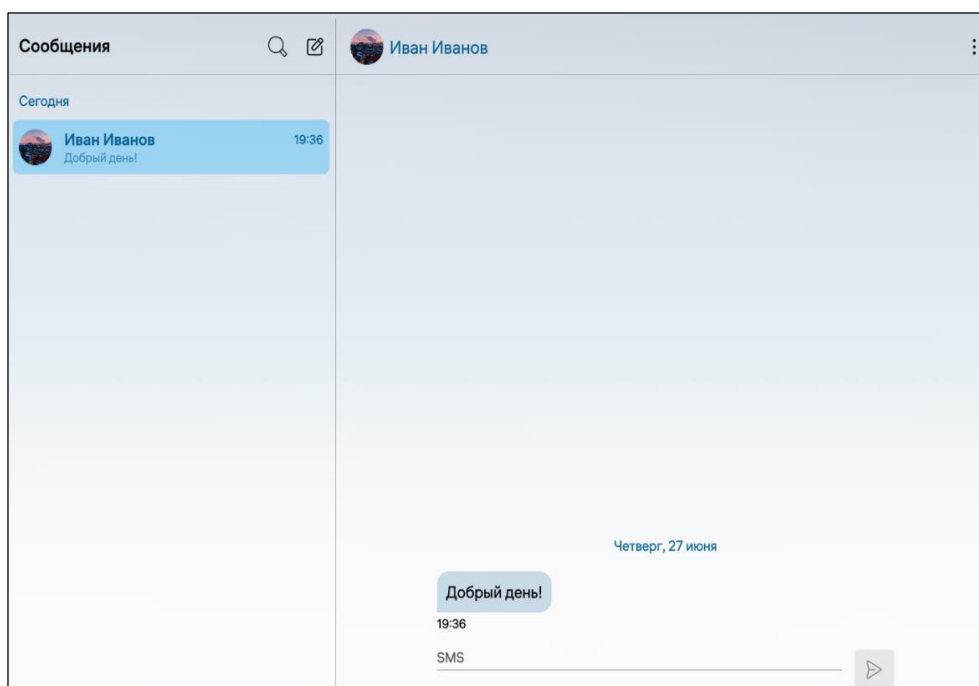 Сообщения
Сегодня
Иван Иванов
19:36
Добрый день!
Иван Иванов
Четверг, 27 июня
Добрый день!
19:36
SMS